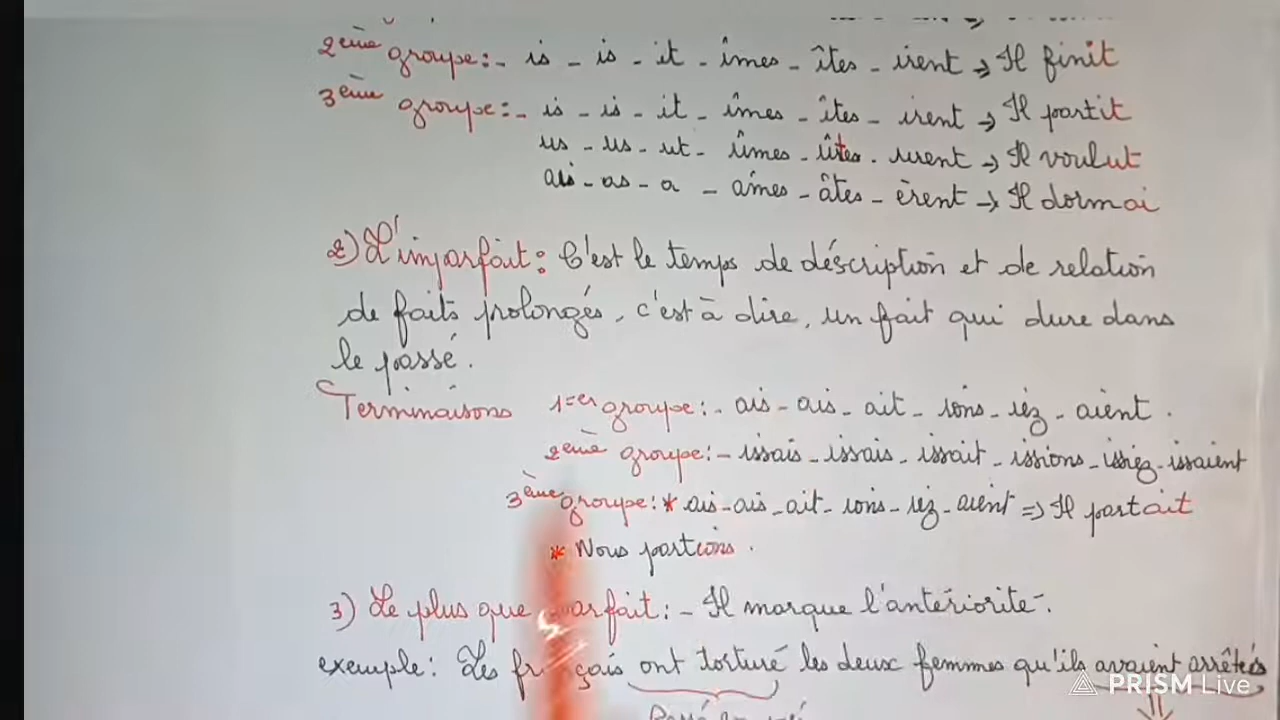 2ème groupe:- is - is - it - îmes - îtes - irent => Il finit
3ème groupe:- is - is - it - îmes - îtes - irent -> Il partit
us - us - ut - ûmes - ûtes - urent -> Il voulut
ais - as - a - âmes - âtes - èrent -> Il dormai
2) L'imparfait: C'est le temps de déscription et de relation
de faits prolongés, c'est à dire, un fait qui dure dans
le passé.
Terminaisons 1er groupe:- ais - ais - ait - ions - iez - aient.
2ème groupe:- issais - issais - issait - issions - issiez - issaient
3ème groupe: * ais - ais - ait - ions - iez - aient => Il partait
* Nous partions.
3) Le plus que arfait: - Il marque l'antériorité-.
exemple: Les fr çais ont torturé les deux femmes qu'ils avaient arrêtés
PRISM Live